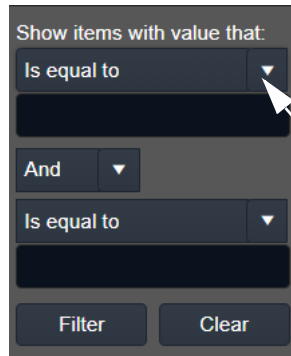 Show items with value that:
Is equal to
And
Is equal to
Filter Clear